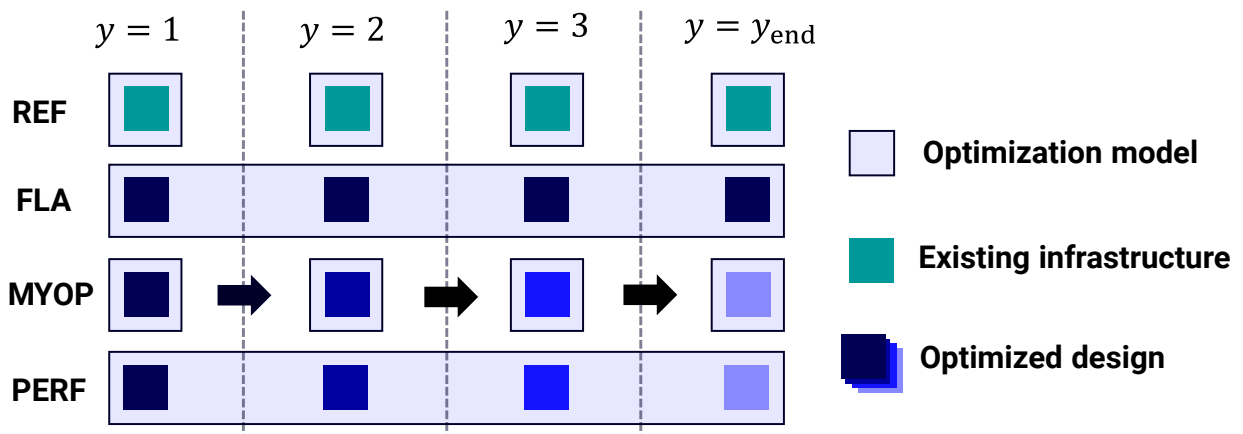 y = 1
y = 2
y = 3
y = y_end
REF
FLA
MYOP
PERF
Optimization model
Existing infrastructure
Optimized design